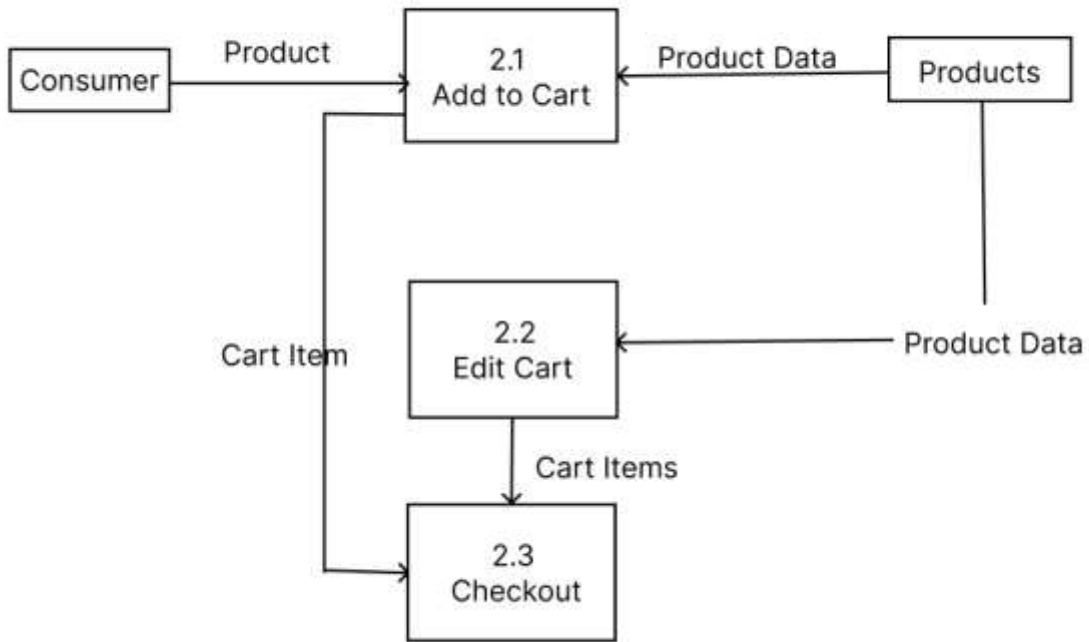 Consumer
Product
2.1
Add to Cart
Product Data
Products
Cart Item
2.2
Edit Cart
Product Data
Cart Items
2.3
Checkout